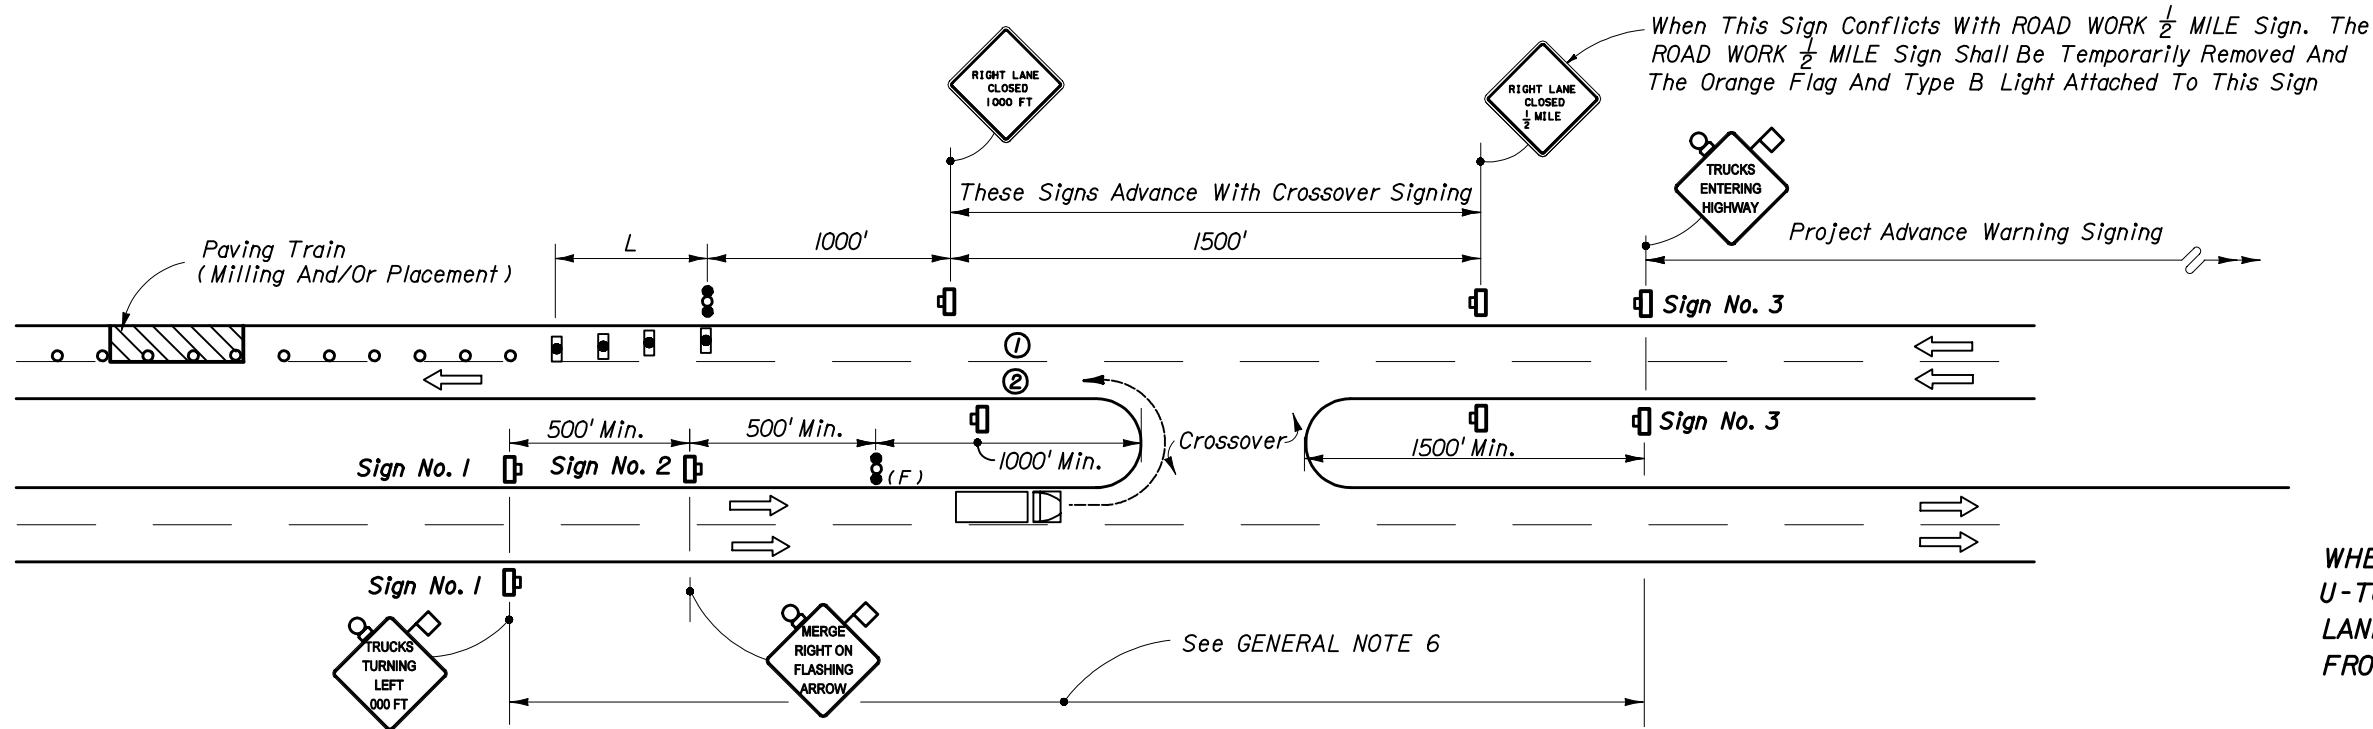 When This Sign Conflicts With ROAD WORK 1/2 MILE Sign. The
ROAD WORK 1/2 MILE Sign Shall Be Temporarily Removed And
The Orange Flag And Type B Light Attached To This Sign
RIGHT LANE
CLOSED
1000 FT
RIGHT LANE
CLOSED
1/2 MILE
TRUCKS
ENTERING
HIGHWAY
These Signs Advance With Crossover Signing
Project Advance Warning Signing
Paving Train
(Milling And/Or Placement)
L
1000'
1500'
Sign No. 3
1
2
500' Min.
500' Min.
1000' Min.
Crossover
1500' Min.
Sign No. 3
Sign No. 1
Sign No. 2
(F)
Sign No. 1
TRUCKS
TURNING
LEFT
000 FT
MERGE
RIGHT ON
FLASHING
ARROW
See GENERAL NOTE 6
WHE
U-T
LAN
FRO